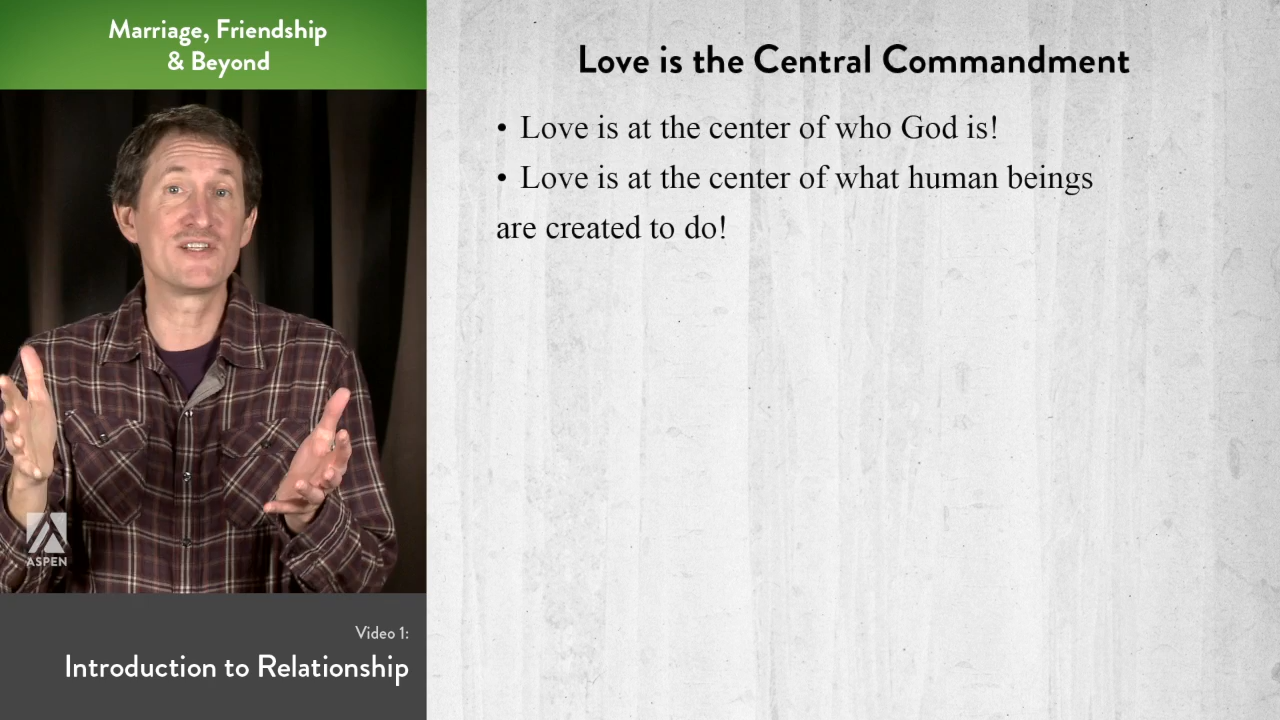 Marriage, Friendship
& Beyond
Love is the Central Commandment
• Love is at the center of who God is!
• Love is at the center of what human beings
are created to do!
ASPEN
Video 1:
Introduction to Relationship